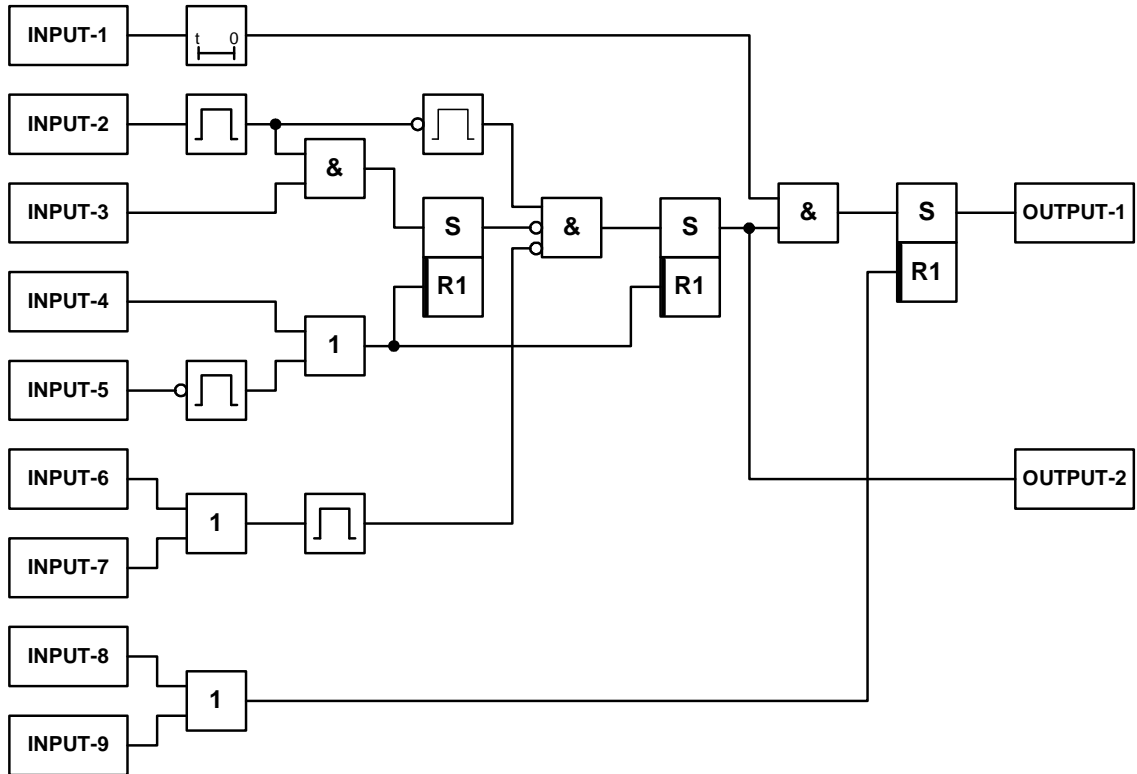 INPUT-1
t 0
INPUT-2
&
INPUT-3
S
&
S
&
S
OUTPUT-1
R1
R1
R1
INPUT-4
1
INPUT-5
INPUT-6
OUTPUT-2
1
INPUT-7
INPUT-8
1
INPUT-9